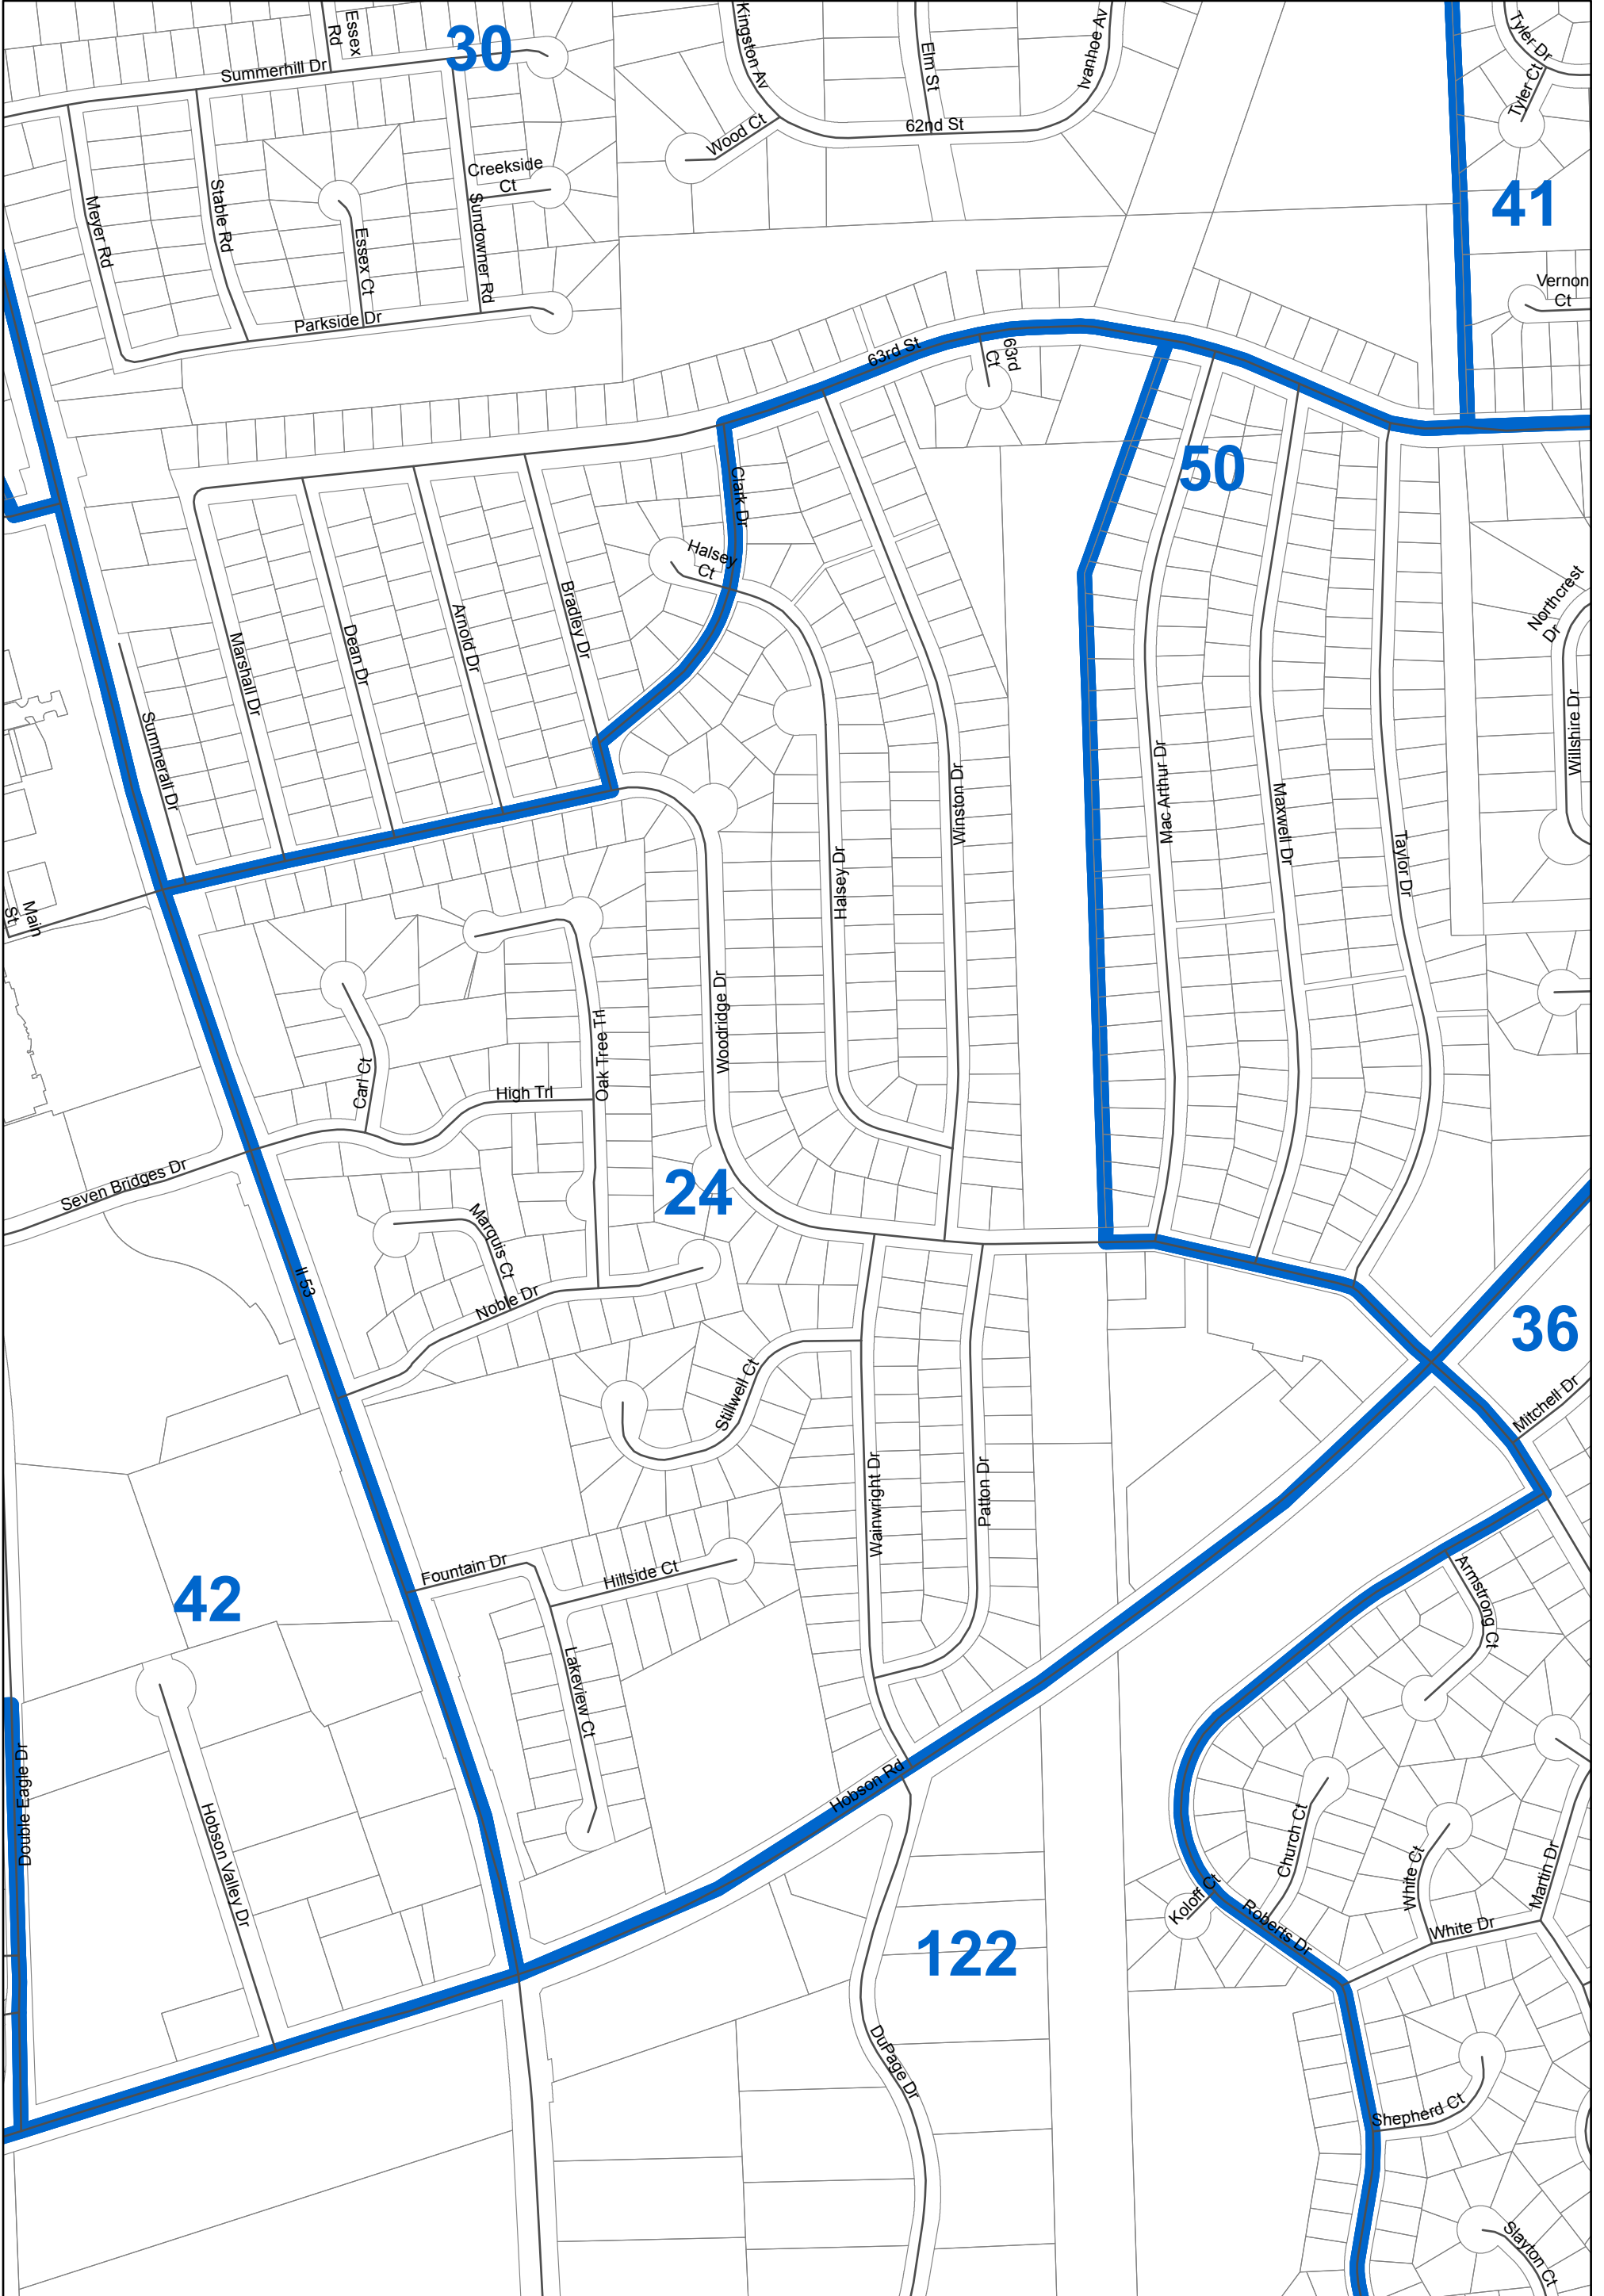 Essex
Rd
30
Summerhill Dr
Kingston Av
Elm St
Ivanhoe Av
Tyler Dr
Tyler Ct
62nd St
Wood Ct
Creekside
Ct
41
Meyer Rd
Stable Rd
Essex Ct
Sundowner Rd
Vernon
Ct
Parkside Dr
63rd St
63rd
Ct
50
Clark Dr
Halsey
Ct
Northcrest
Dr
Bradley Dr
Arnold Dr
Dean Dr
Marshall Dr
Summerall Dr
Willshire Dr
Mac Arthur Dr
Winston Dr
Maxwell Dr
Taylor Dr
Halsey Dr
Main
St
Woodridge Dr
Oak Tree Trl
Carl Ct
High Trl
Seven Bridges Dr
24
Marquis Ct
Il 53
Noble Dr
36
Stillwell Ct
Mitchell Dr
Wainwright Dr
Patton Dr
Fountain Dr
Hillside Ct
42
Armstrong Ct
Lakeview Ct
Double Eagle Dr
Hobson Rd
Hobson Valley Dr
Church Ct
White Ct
Martin Dr
Koloff Ct
Roberts Dr
White Dr
122
DuPage Dr
Shepherd Ct
Slayton Ct